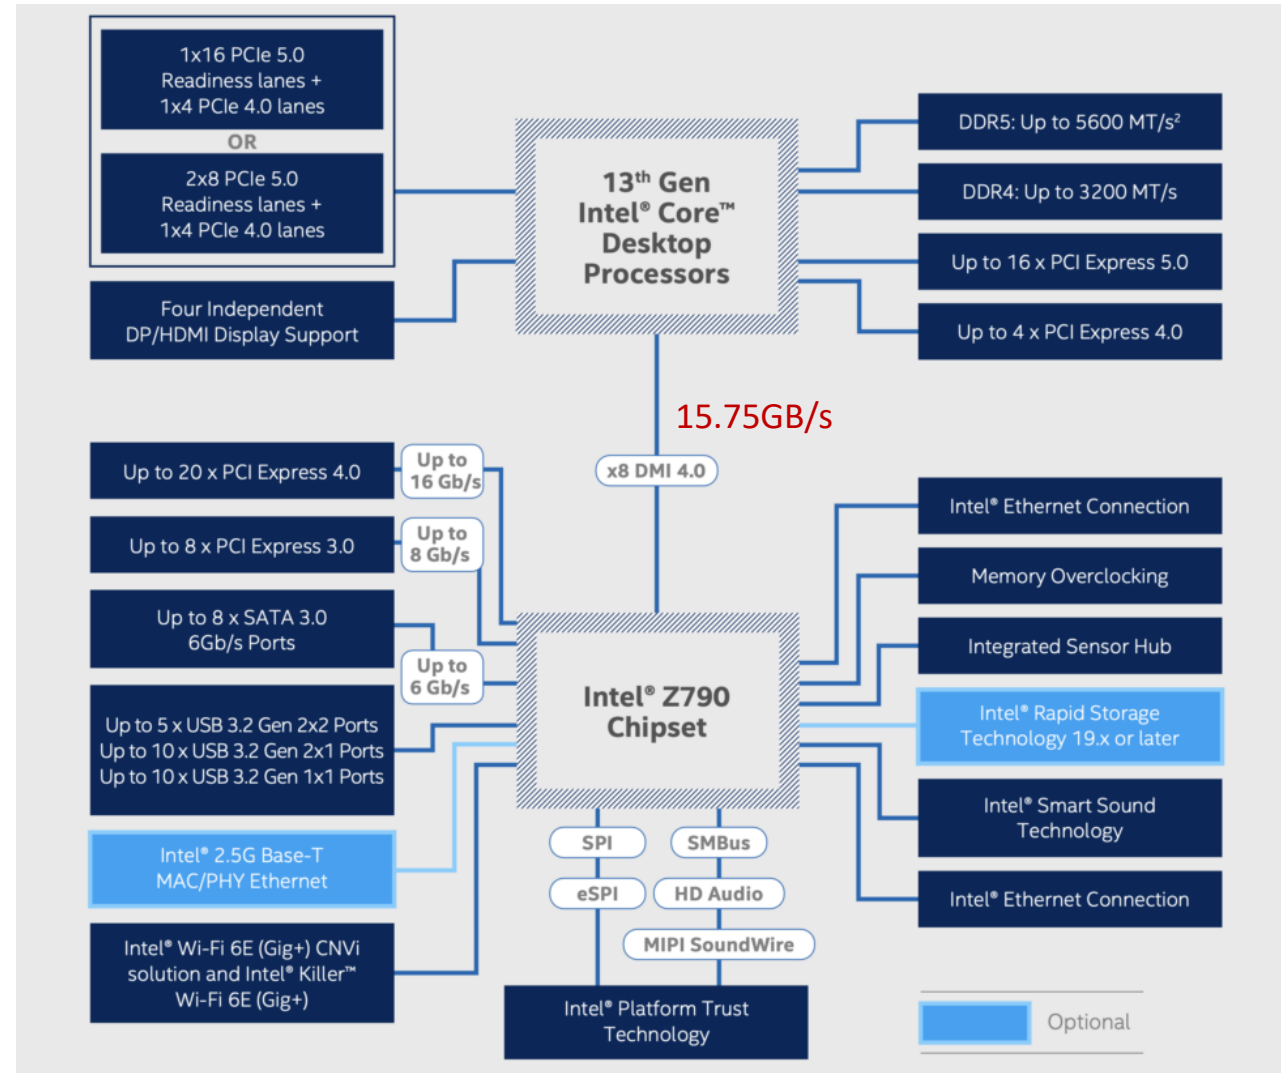 1x16 PCIe 5.0
Readiness lanes +
1x4 PCIe 4.0 lanes
OR
2x8 PCIe 5.0
Readiness lanes +
1x4 PCIe 4.0 lanes
Four Independent
DP/HDMI Display Support
13th Gen
Intel® Core™
Desktop
Processors
DDR5: Up to 5600 MT/s²
DDR4: Up to 3200 MT/s
Up to 16 x PCI Express 5.0
Up to 4 x PCI Express 4.0
15.75GB/s
x8 DMI 4.0
Up to 20 x PCI Express 4.0
Up to
16 Gb/s
Up to 8 x PCI Express 3.0
Up to
8 Gb/s
Up to 8 x SATA 3.0
6Gb/s Ports
Up to
6 Gb/s
Up to 5 x USB 3.2 Gen 2x2 Ports
Up to 10 x USB 3.2 Gen 2x1 Ports
Up to 10 x USB 3.2 Gen 1x1 Ports
Intel® 2.5G Base-T
MAC/PHY Ethernet
Intel® Wi-Fi 6E (Gig+) CNVi
solution and Intel® Killer™
Wi-Fi 6E (Gig+)
Intel® Z790
Chipset
SPI
eSPI
SMBus
HD Audio
MIPI SoundWire
Intel® Platform Trust
Technology
Intel® Ethernet Connection
Memory Overclocking
Integrated Sensor Hub
Intel® Rapid Storage
Technology 19.x or later
Intel® Smart Sound
Technology
Intel® Ethernet Connection
Optional